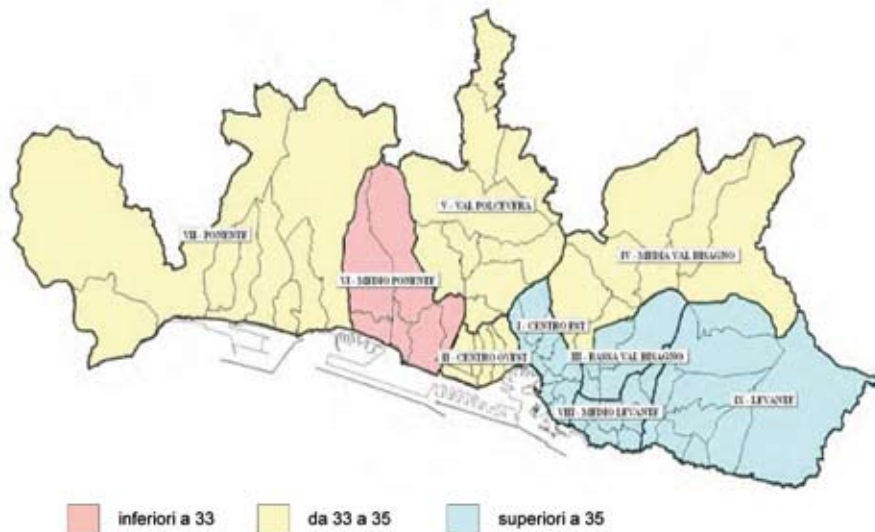 V - VAL POLCEVERA
VII - PONENTE
IV - MEDIA VAL BISAGNO
VI - MEDIO PONENTE
I - CENTRO EST
II - CENTRO OVEST
III - BASSA VAL BISAGNO
IX - LEVANTE
VIII - MEDIO LEVANTE
inferiori a 33
da 33 a 35
superiori a 35